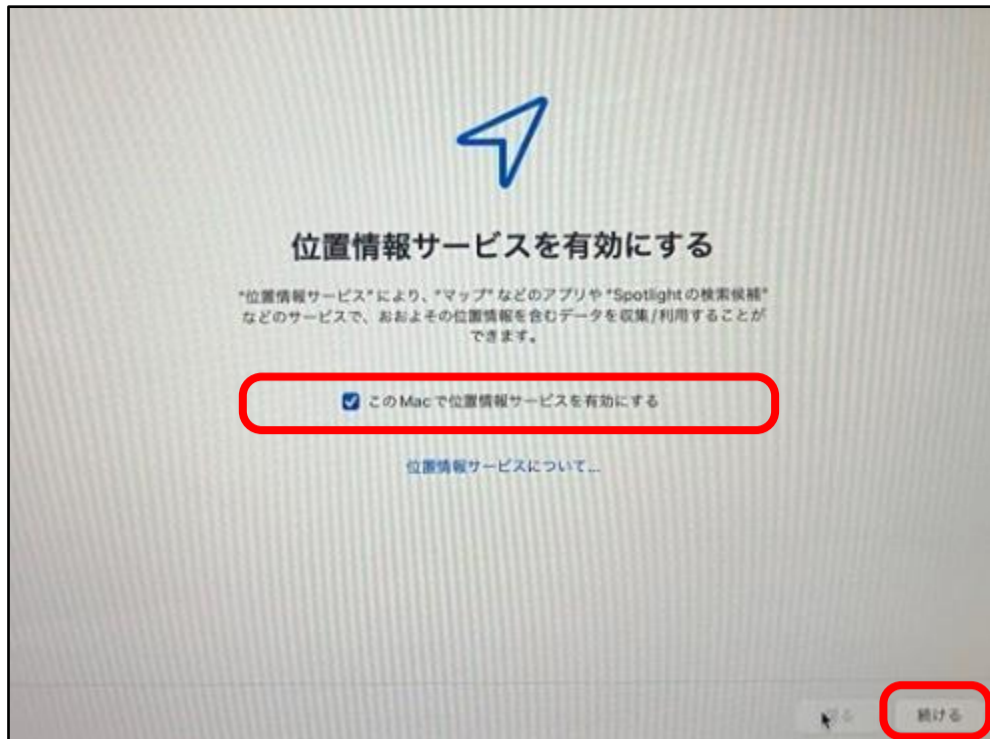 位置情報サービスを有効にする
"位置情報サービス"により、"マップ"などのアプリや"Spotlightの検索候補"
などのサービスで、おおよその位置情報を含むデータを収集/利用することが
できます。
このMacで位置情報サービスを有効にする
位置情報サービスについて...
続ける